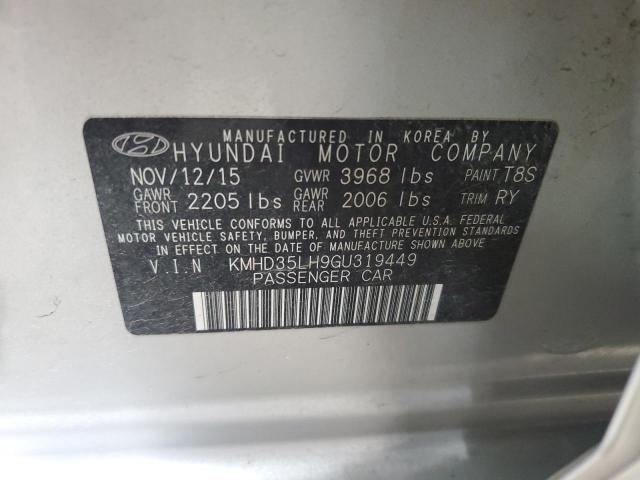 MANUFACTURED IN KOREA BY
HYUNDAI MOTOR COMPANY
NOV/12/15 GVWR 3968 lbs PAINT T8S
GAWR FRONT 2205 lbs GAWR REAR 2006 lbs TRIM RY
THIS VEHICLE CONFORMS TO ALL APPLICABLE U.S.A. FEDERAL
MOTOR VEHICLE SAFETY, BUMPER, AND THEFT PREVENTION STANDARDS
IN EFFECT ON THE DATE OF MANUFACTURE SHOWN ABOVE.
V.I.N KMHD35LH9GU319449
PASSENGER CAR